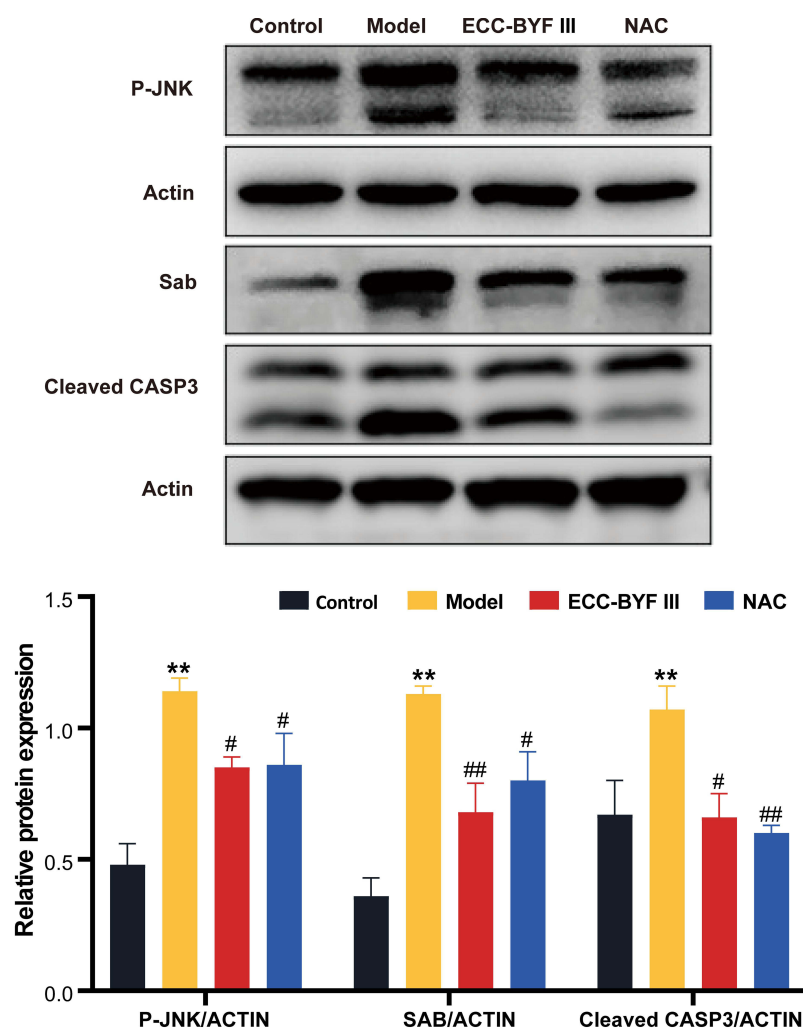 Control Model ECC-BYF III NAC
P-JNK
Actin
Sab
Cleaved CASP3
Actin
Relative protein expression
1.5
1.0
0.5
0.0
Control Model ECC-BYF III NAC
** # #
** ## #
** # ##
P-JNK/ACTIN SAB/ACTIN Cleaved CASP3/ACTIN